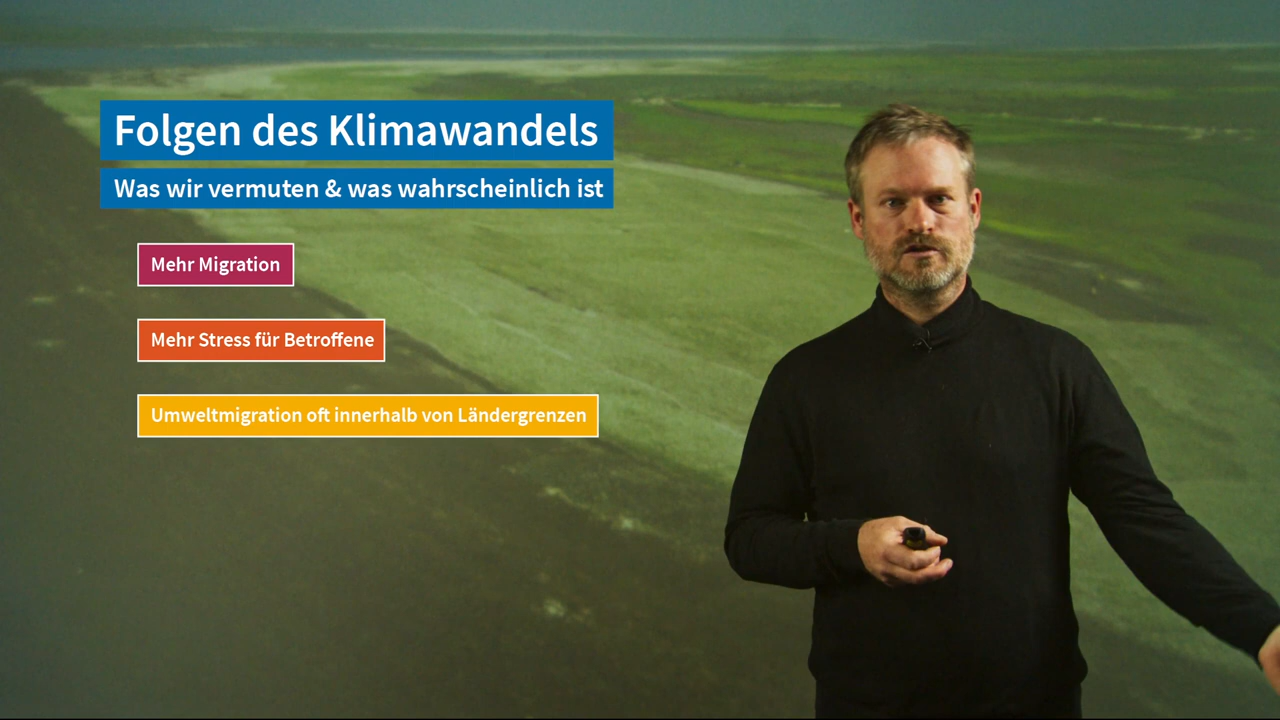 Folgen des Klimawandels
Was wir vermuten & was wahrscheinlich ist
Mehr Migration
Mehr Stress für Betroffene
Umweltmigration oft innerhalb von Ländergrenzen